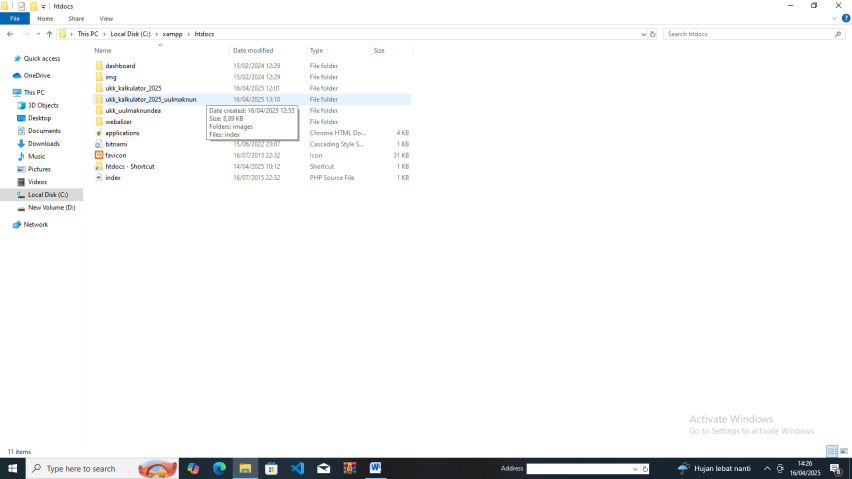 htdocs
File Home Share View
This PC Local Disk (C:) xampp htdocs Search htdocs
Name Date modified Type Size
Quick access
OneDrive
This PC
3D Objects
Desktop
Documents
Downloads
Music
Pictures
Videos
Local Disk (C:)
New Volume (D:)
Network
dashboard 15/02/2024 12:29 File folder
img 15/02/2024 12:29 File folder
ukk_kalkulator_2025 16/04/2025 12:01 File folder
ukk_kalkulator_2025_uulmaknun 16/04/2025 13:10 File folder
ukk_uulmaknundea File folder
webalizer File folder
applications Chrome HTML Do... 4 KB
bitnami 15/06/2022 23:07 Cascading Style S... 1 KB
favicon 16/07/2015 22:32 Icon 31 KB
htdocs - Shortcut 14/04/2025 10:12 Shortcut 1 KB
index 16/07/2015 22:32 PHP Source File 1 KB
Date created: 16/04/2025 12:55
Size: 8,89 KB
Folders: images
Files: index
Activate Windows
Go to Settings to activate Windows.
11 items
Type here to search
Address
Hujan lebat nanti
14:26
16/04/2025